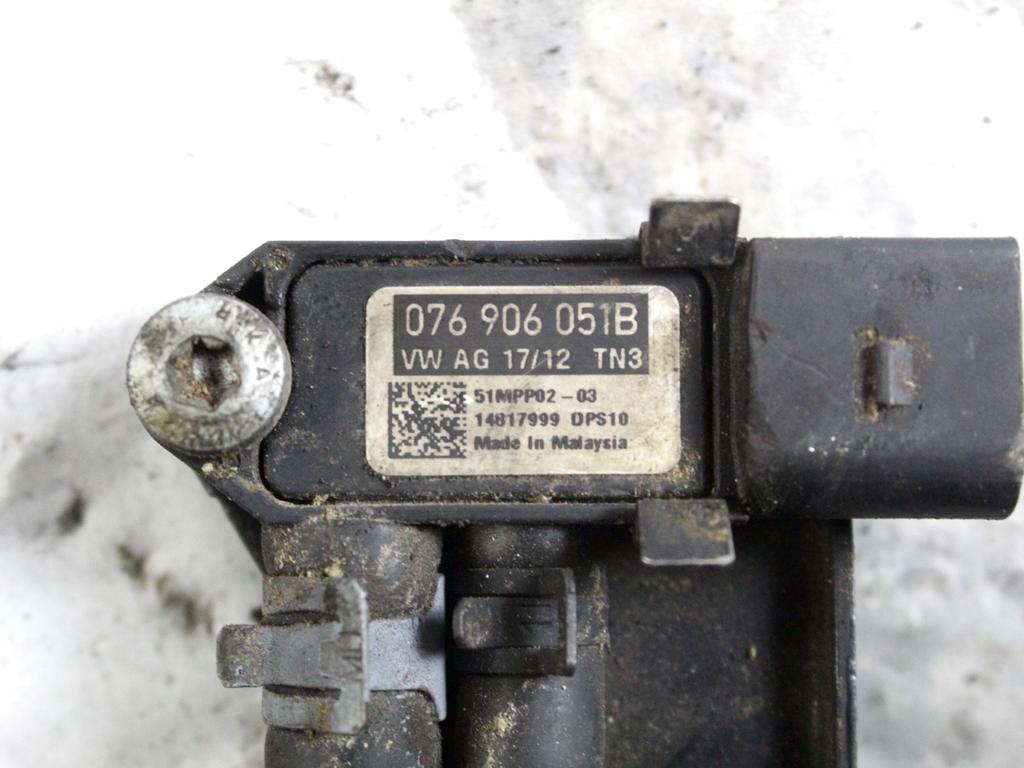 076 906 051B
VW AG 17/12 TN3
51MPP02-03
14817999 DPS10
Made In Malaysia